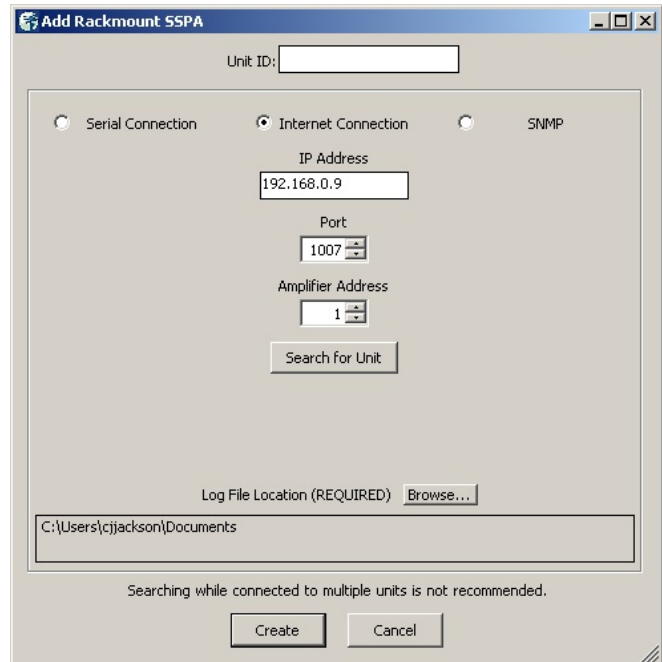 Add Rackmount SSPA
Unit ID:
Serial Connection Internet Connection SNMP
IP Address
192.168.0.9
Port
1007
Amplifier Address
1
Search for Unit
Log File Location (REQUIRED) Browse...
C:\Users\cjjackson\Documents
Searching while connected to multiple units is not recommended.
Create Cancel